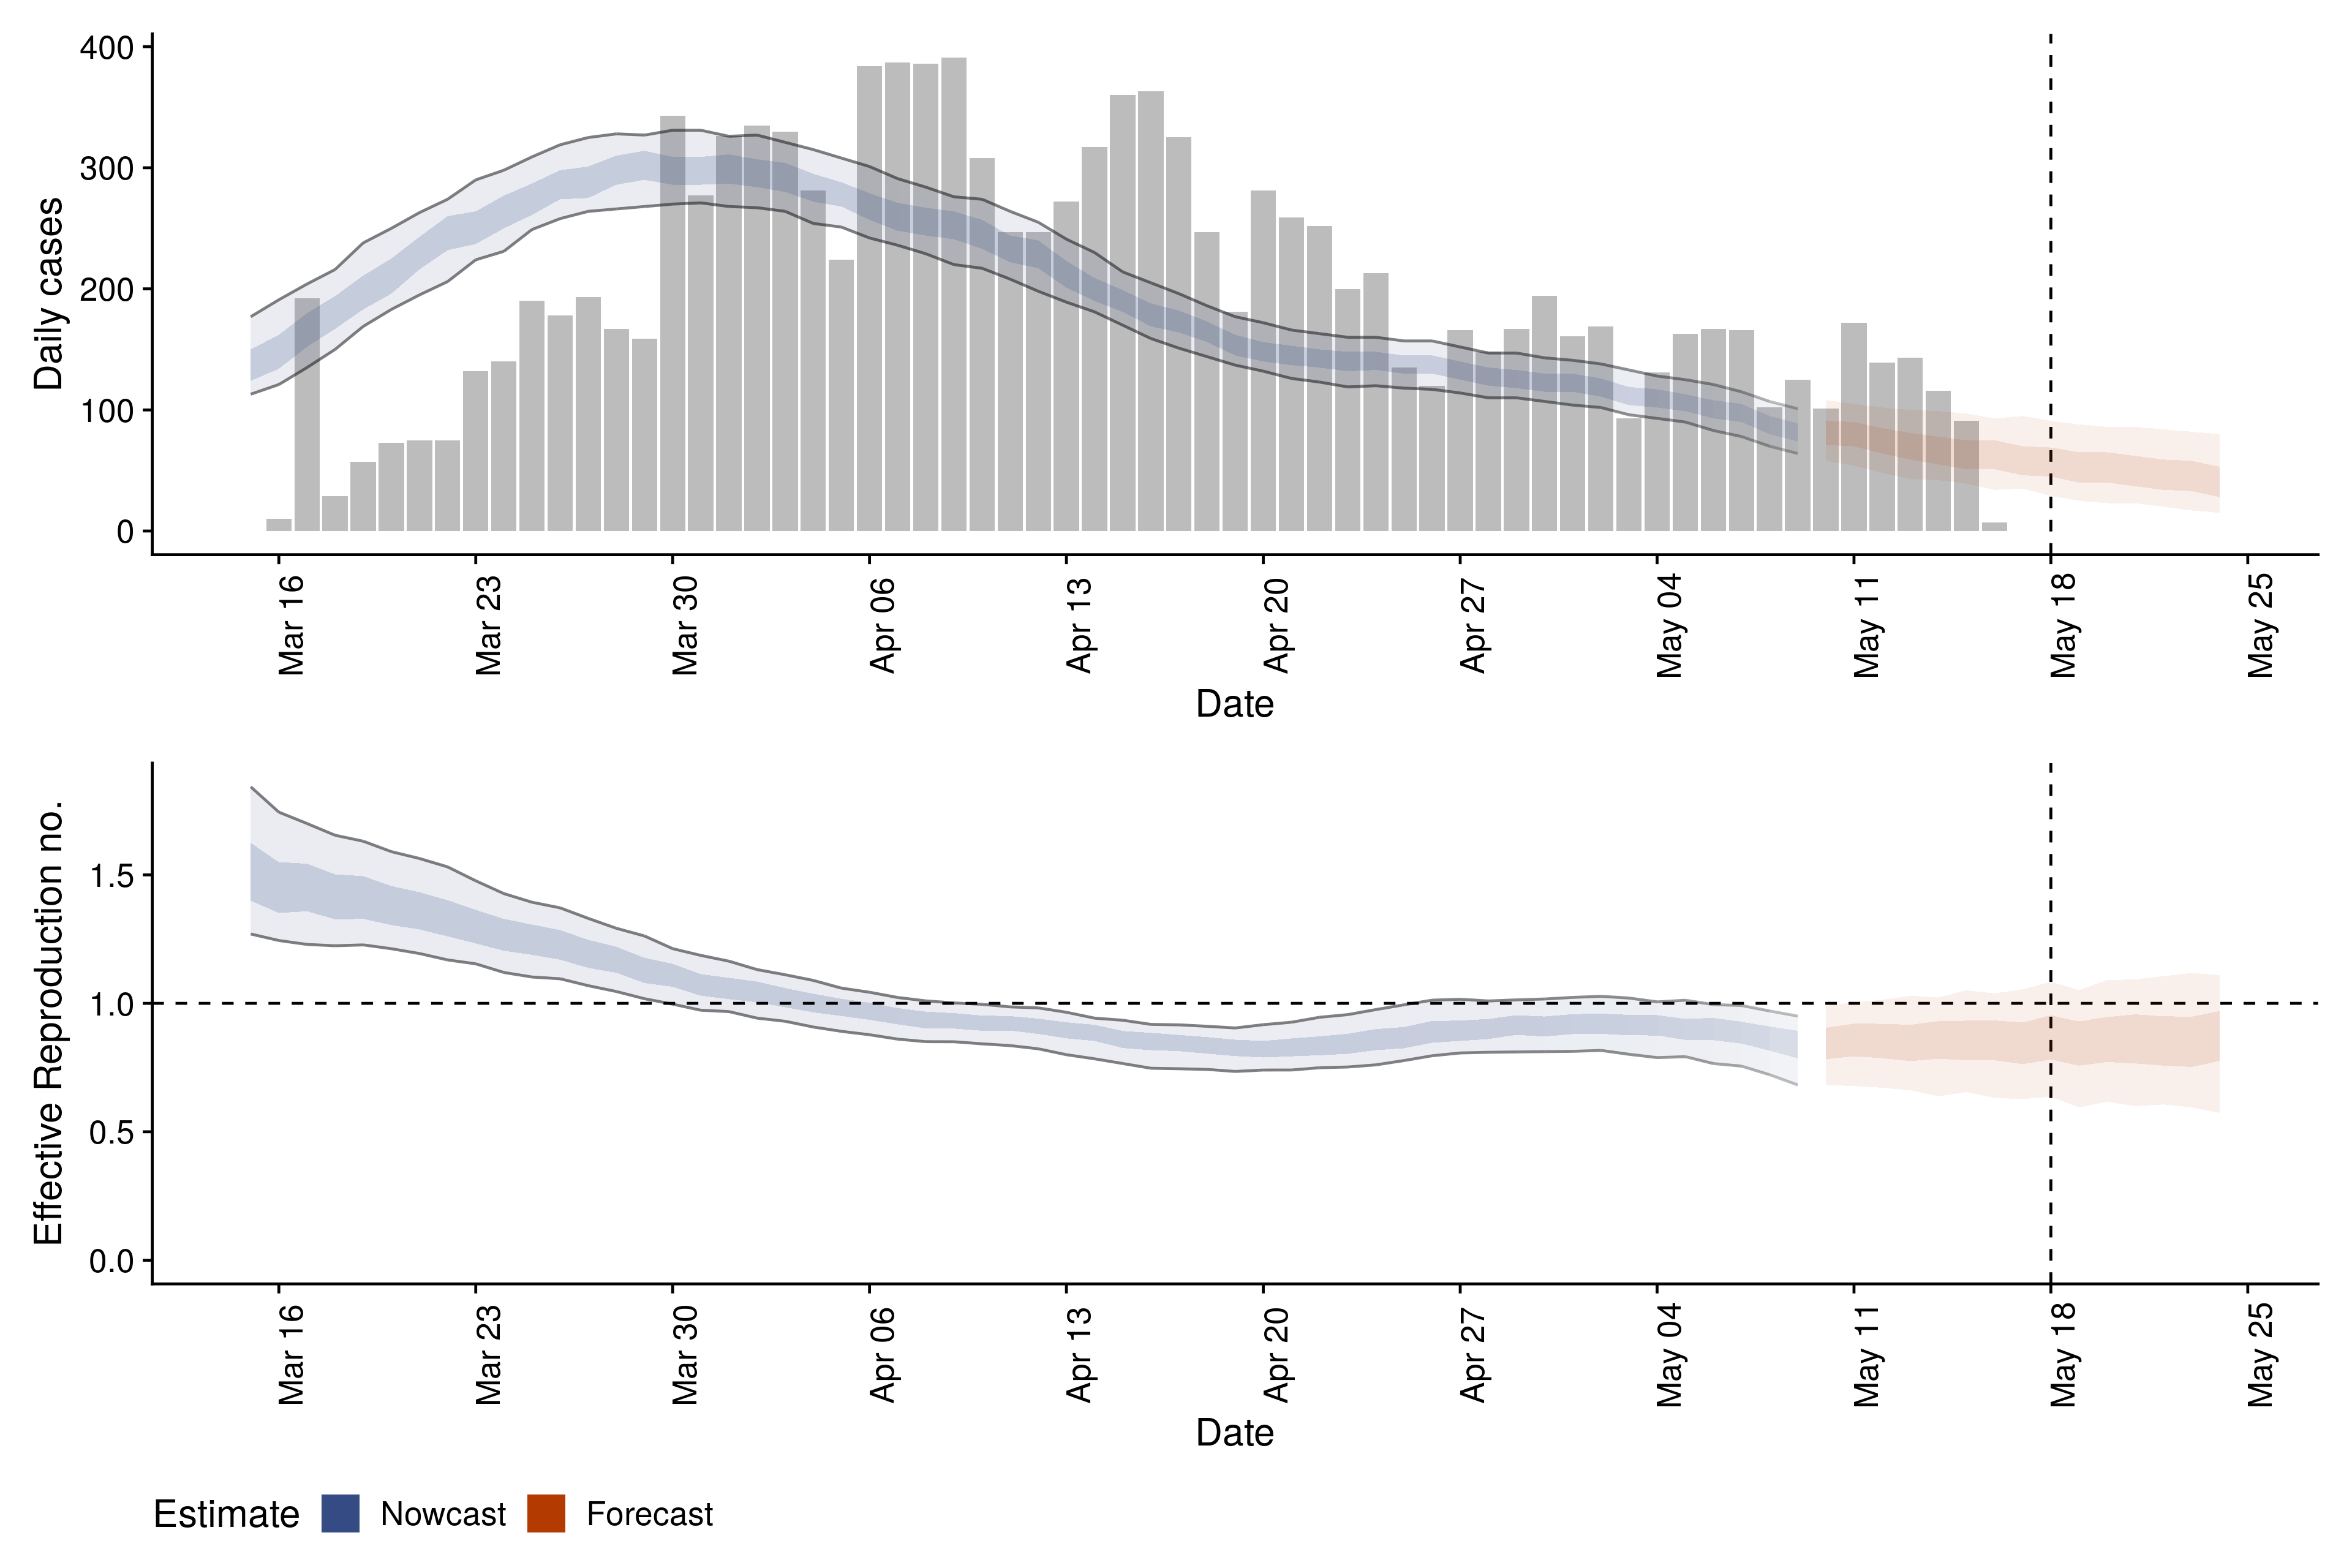 400
300
200
100
0
Daily cases
Mar 16
Mar 23
Mar 30
Apr 06
Apr 13
Apr 20
Apr 27
May 04
May 11
May 18
May 25
Date
1.5
1.0
0.5
0.0
Effective Reproduction no.
Mar 16
Mar 23
Mar 30
Apr 06
Apr 13
Apr 20
Apr 27
May 04
May 11
May 18
May 25
Date
Estimate Nowcast Forecast